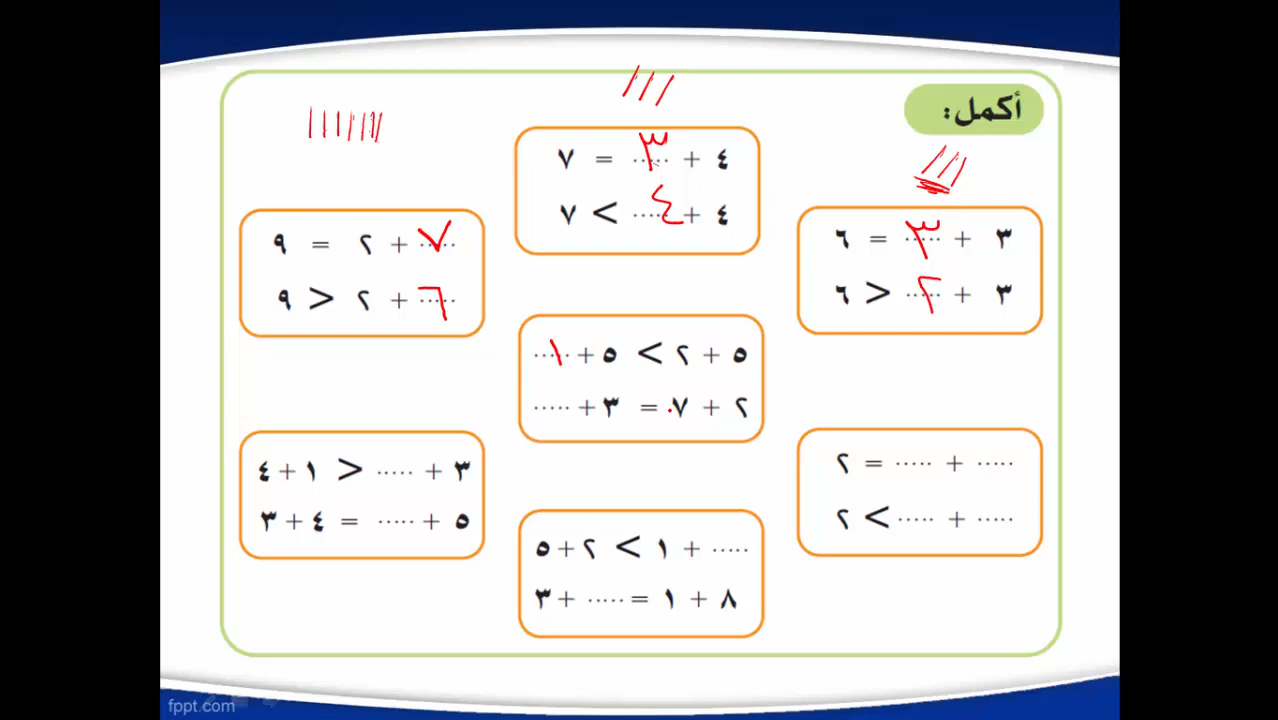 أكمل:
٤ + ٣ = ٧
٤ + ٤ > ٧
٣ + ٣ = ٦
٣ + ٢ < ٦
٧ + ٢ = ٩
٦ + ٢ < ٩
٥ + ٢ > ٥ + ١
٢ + ٧ = ٣ + .....
..... + ..... = ٢
..... + ..... > ٢
٣ + ..... < ١ + ٤
٥ + ..... = ٤ + ٣
..... + ١ > ٢ + ٥
٨ + ١ = ..... + ٣
fppt.com